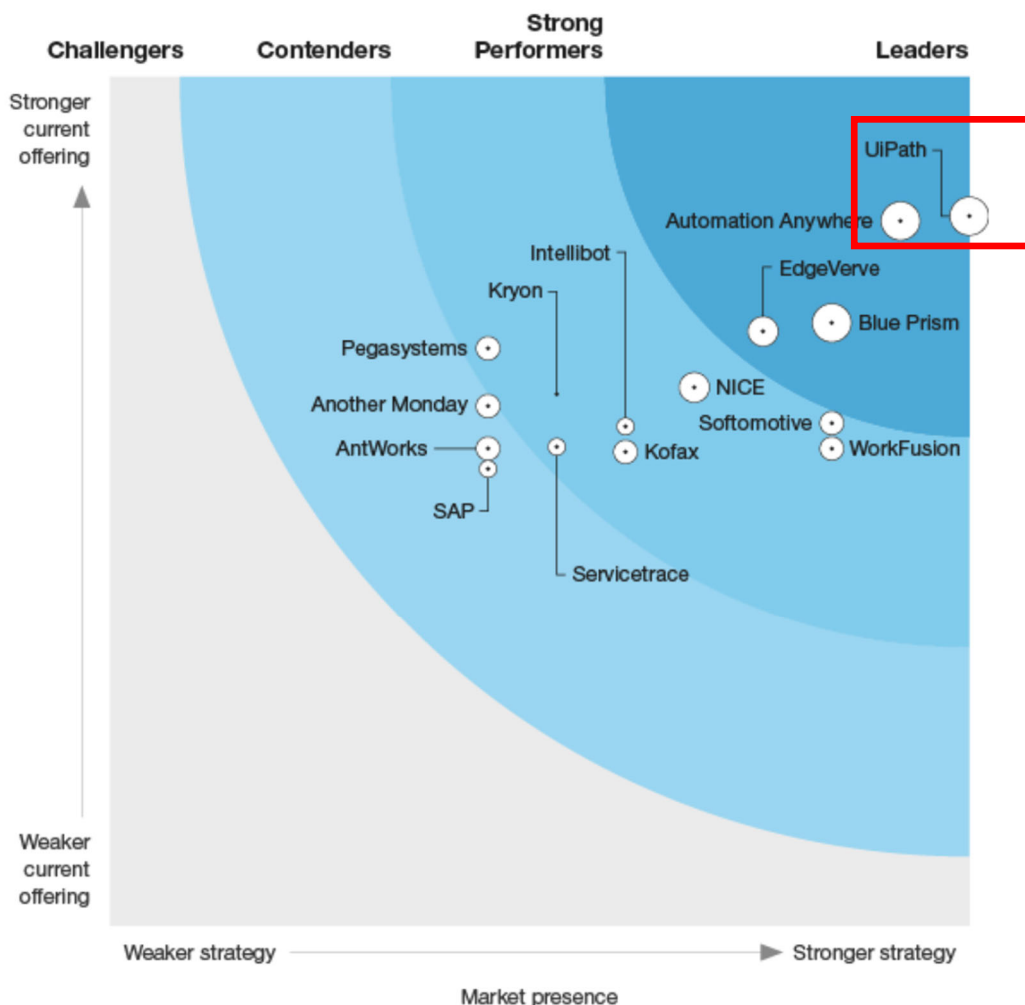 Challengers
Contenders
Strong
Performers
Leaders
Stronger
current
offering
UiPath
Automation Anywhere
Intellibot
EdgeVerve
Kryon
Blue Prism
Pegasystems
NICE
Another Monday
Softomotive
AntWorks
Kofax
WorkFusion
SAP
Servicetrace
Weaker
current
offering
Weaker strategy
Stronger strategy
Market presence